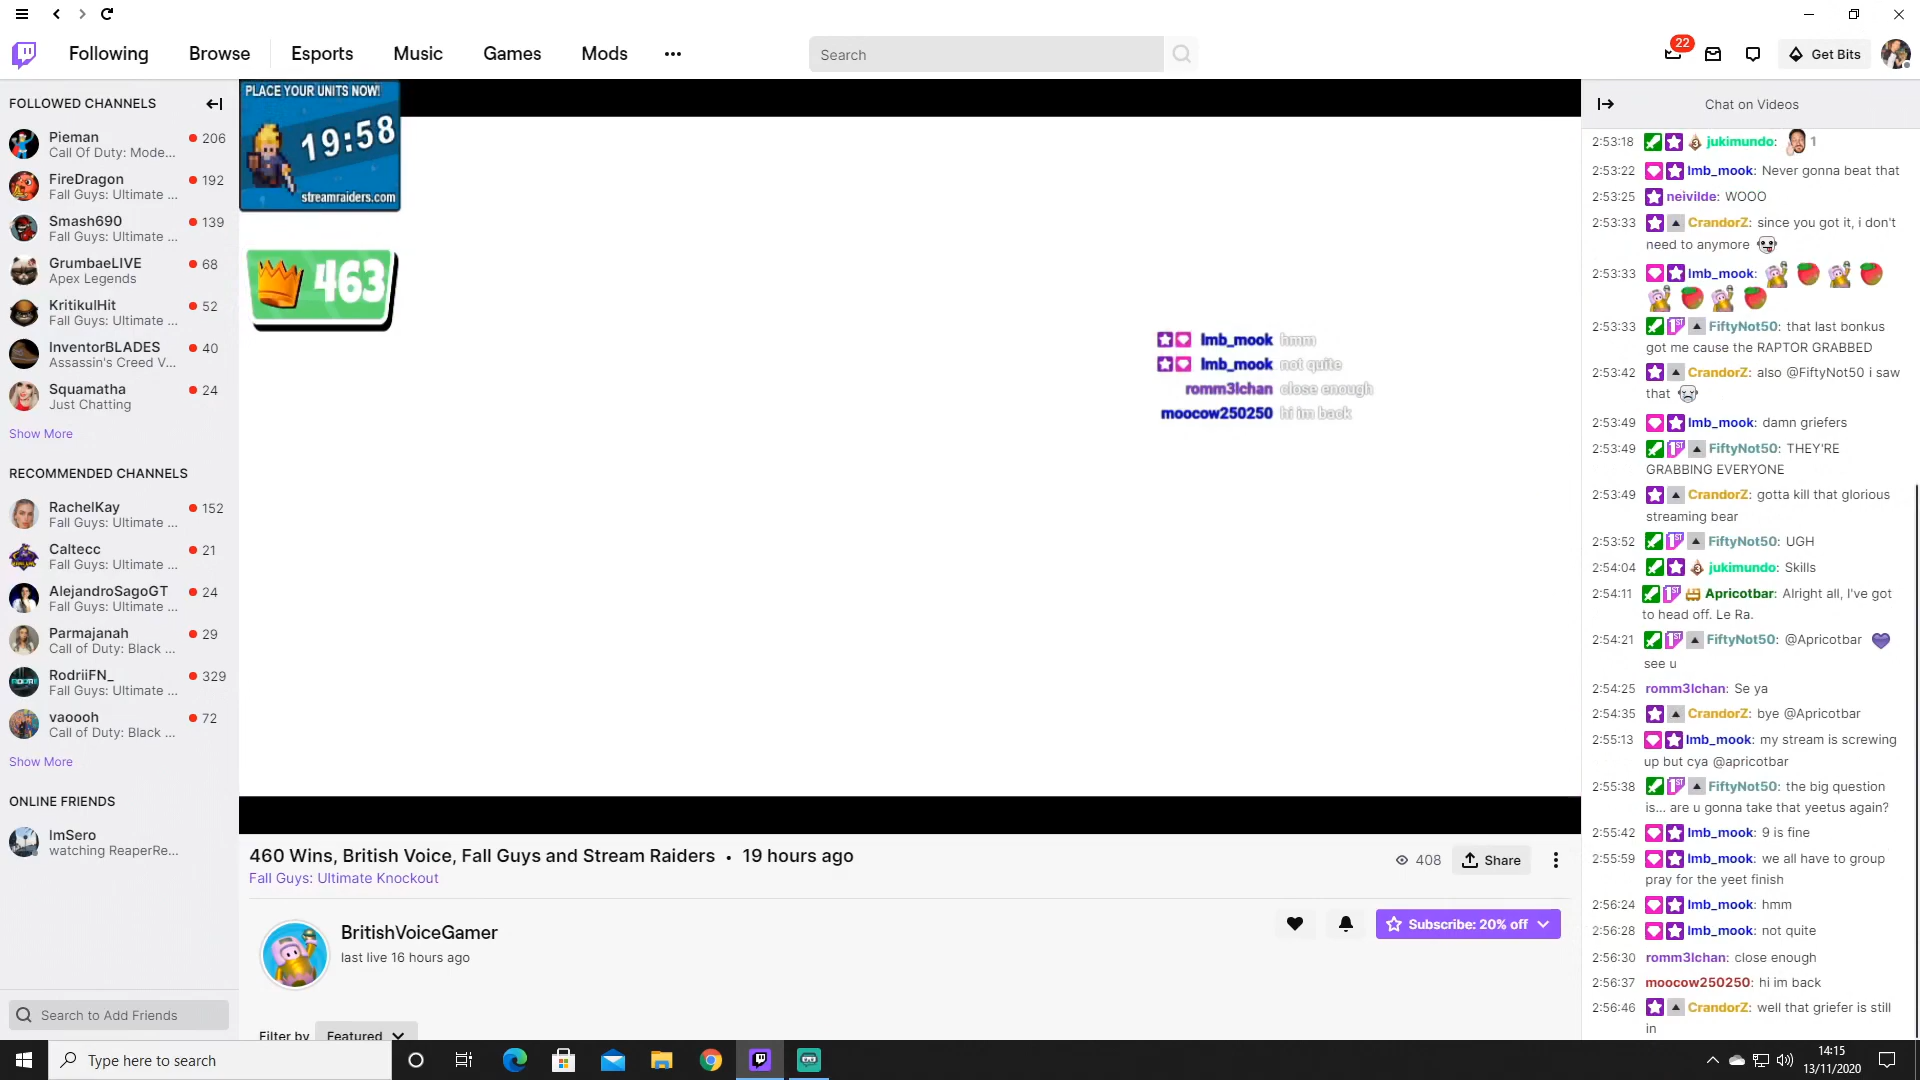 Following
Browse
Esports
Music
Games
Mods
Search
22
Get Bits
FOLLOWED CHANNELS
Pieman
206
Call Of Duty: Mode...
FireDragon
192
Fall Guys: Ultimate ...
Smash690
139
Fall Guys: Ultimate ...
GrumbaeLIVE
68
Apex Legends
KritikulHit
52
Fall Guys: Ultimate ...
InventorBLADES
40
Assassin's Creed V...
Squamatha
24
Just Chatting
Show More
RECOMMENDED CHANNELS
RachelKay
152
Fall Guys: Ultimate ...
Caltecc
21
Fall Guys: Ultimate ...
AlejandroSagoGT
24
Fall Guys: Ultimate ...
Parmajanah
29
Call of Duty: Black ...
RodriiFN_
329
Fall Guys: Ultimate ...
vaoooh
72
Call of Duty: Black ...
Show More
ONLINE FRIENDS
ImSero
watching ReaperRe...
Search to Add Friends
PLACE YOUR UNITS NOW!
19:58
streamraiders.com
463
lmb_mook hmm
lmb_mook not quite
romm3lchan close enough
moocow250250 hi im back
460 Wins, British Voice, Fall Guys and Stream Raiders • 19 hours ago
Fall Guys: Ultimate Knockout
408
Share
BritishVoiceGamer
last live 16 hours ago
Subscribe: 20% off
Filter by Featured
Chat on Videos
2:53:18 jukimundo: 1
2:53:22 lmb_mook: Never gonna beat that
2:53:25 neivilde: WOOO
2:53:33 CrandorZ: since you got it, i don't
need to anymore
2:53:33 lmb_mook:
2:53:33 FiftyNot50: that last bonkus
got me cause the RAPTOR GRABBED
2:53:42 CrandorZ: also @FiftyNot50 i saw
that
2:53:49 lmb_mook: damn griefers
2:53:49 FiftyNot50: THEY'RE
GRABBING EVERYONE
2:53:49 CrandorZ: gotta kill that glorious
streaming bear
2:53:52 FiftyNot50: UGH
2:54:04 jukimundo: Skills
2:54:11 Apricotbar: Alright all, I've got
to head off. Le Ra.
2:54:21 FiftyNot50: @Apricotbar
see u
2:54:25 romm3lchan: Se ya
2:54:35 CrandorZ: bye @Apricotbar
2:55:13 lmb_mook: my stream is screwing
up but cya @apricotbar
2:55:38 FiftyNot50: the big question
is... are u gonna take that yeetus again?
2:55:42 lmb_mook: 9 is fine
2:55:59 lmb_mook: we all have to group
pray for the yeet finish
2:56:24 lmb_mook: hmm
2:56:28 lmb_mook: not quite
2:56:30 romm3lchan: close enough
2:56:37 moocow250250: hi im back
2:56:46 CrandorZ: well that griefer is still
in
Type here to search
14:15
13/11/2020